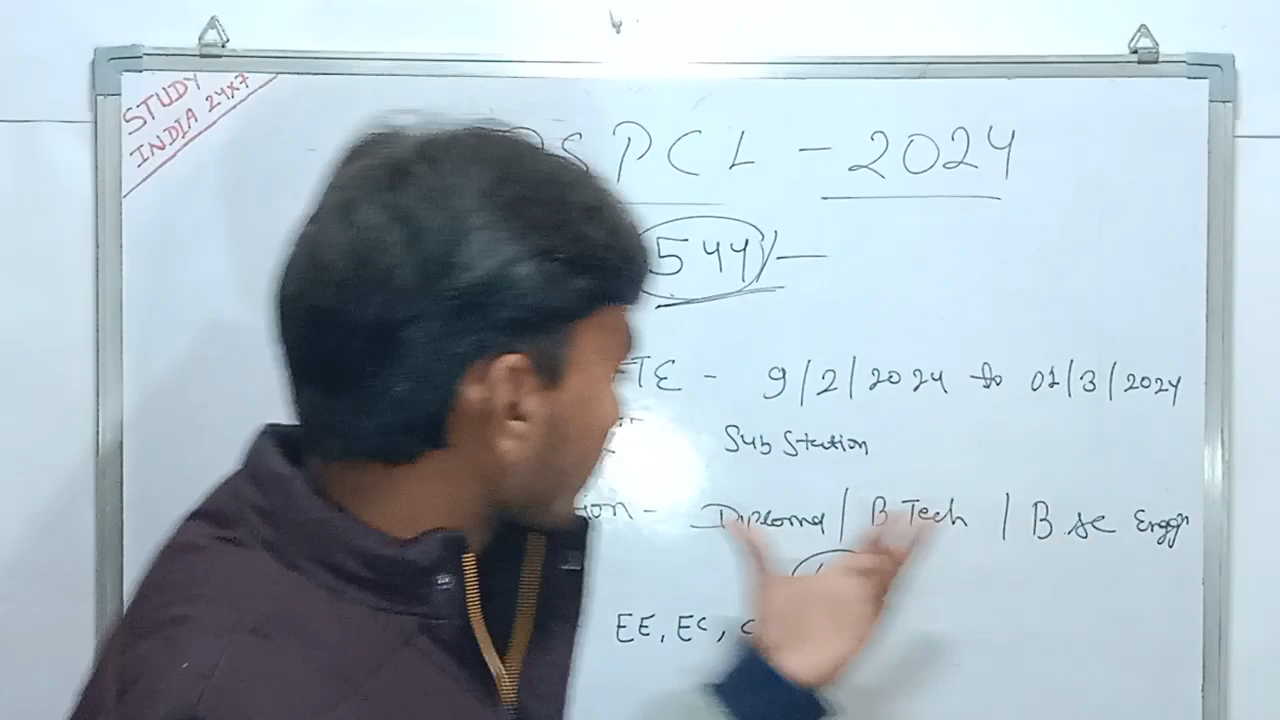 STUDY
INDIA 24x7
SPCL - 2024
544/-
TE - 9/2/2024 to 01/3/2024
Sub Station
ion - Diploma / B Tech / B.sc Engg
EE, EC, C